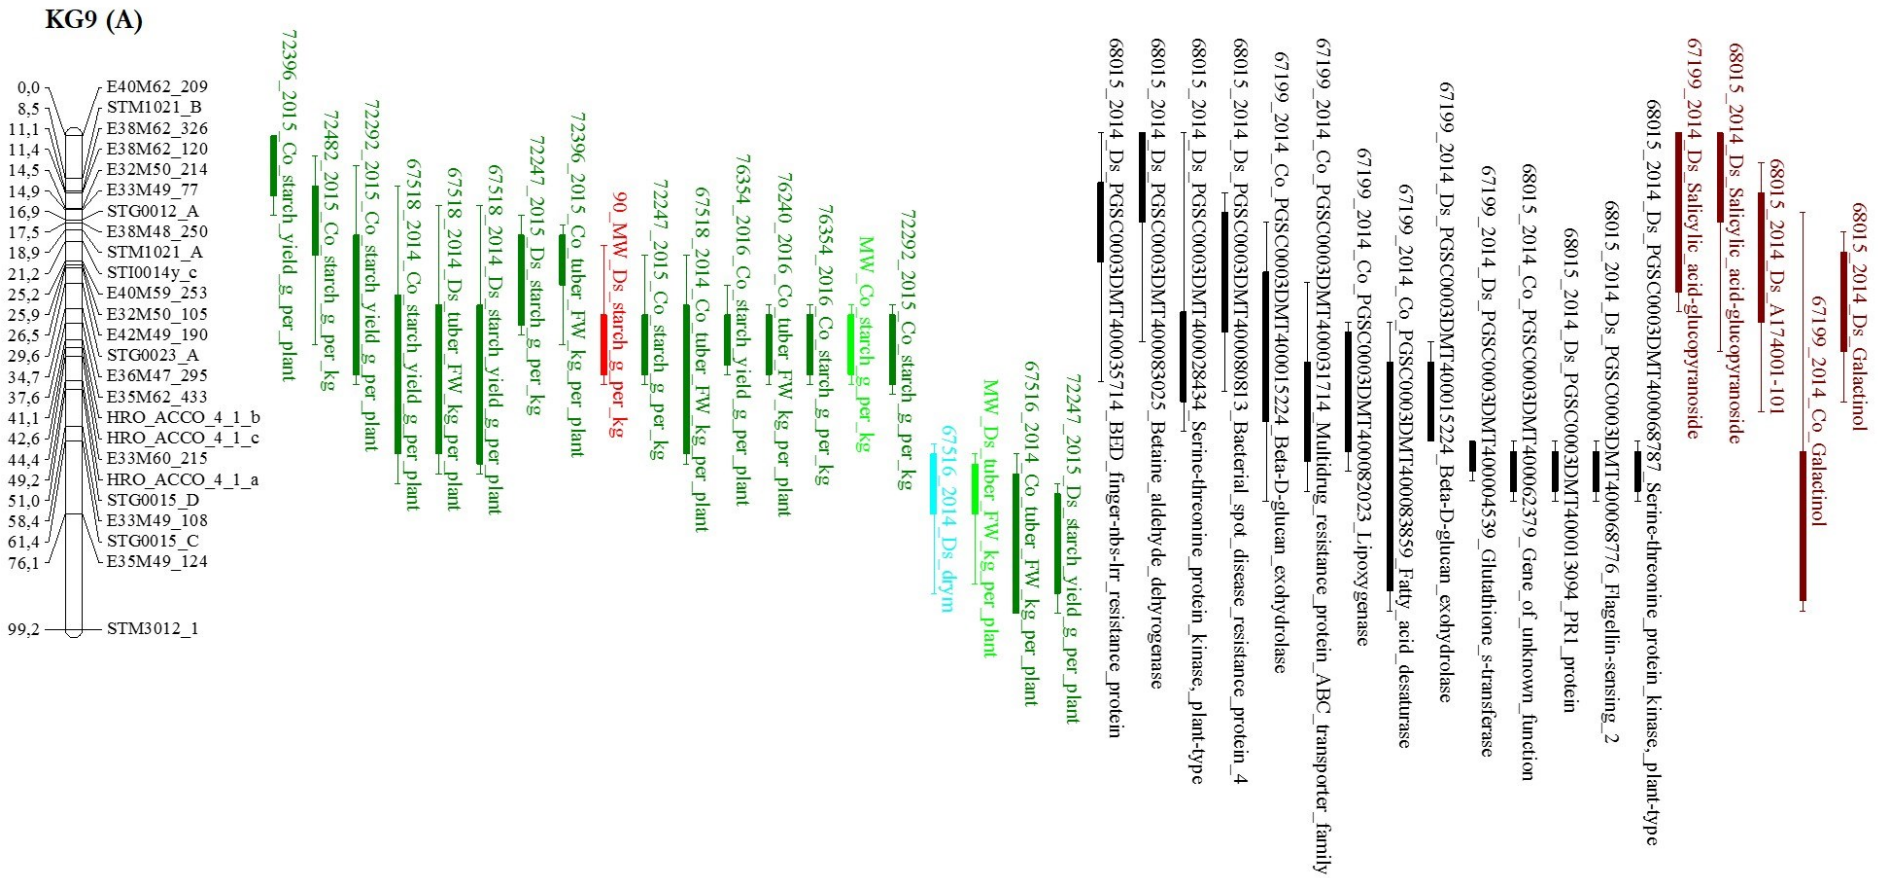 KG9 (A)
0,0 E40M62_209
8,5 STM1021_B
11,1 E38M62_326
11,4 E38M62_120
14,5 E32M50_214
14,9 E33M49_77
16,9 STG0012_A
17,5 E38M48_250
18,9 STM1021_A
21,2 STI0014y_c
25,2 E40M59_253
25,9 E32M50_105
26,5 E42M49_190
29,6 STG0023_A
34,7 E36M47_295
37,6 E35M62_433
41,1 HRO_ACCO_4_1_b
42,6 HRO_ACCO_4_1_c
44,4 E33M60_215
49,2 HRO_ACCO_4_1_a
51,0 STG0015_D
58,4 E33M49_108
61,4 STG0015_C
76,1 E35M49_124
99,2 STM3012_1
72396_2015_Co_starch_yield_g_per_plant
72482_2015_Co_starch_g_per_kg
72292_2015_Co_starch_yield_g_per_plant
67518_2014_Co_starch_yield_g_per_plant
67518_2014_Ds_tuber_FW_kg_per_plant
67518_2014_Ds_starch_yield_g_per_plant
72247_2015_Ds_starch_g_per_kg
72396_2015_Co_tuber_FW_kg_per_plant
90_MW_Ds_starch_g_per_kg
72247_2015_Co_starch_g_per_kg
67518_2014_Co_tuber_FW_kg_per_plant
76354_2016_Co_starch_yield_g_per_plant
76240_2016_Co_tuber_FW_kg_per_plant
76354_2016_Co_starch_g_per_kg
MW_Co_starch_g_per_kg
72292_2015_Co_starch_g_per_kg
67516_2014_Ds_drym
MW_Ds_tuber_FW_kg_per_plant
67516_2014_Co_tuber_FW_kg_per_plant
72247_2015_Ds_starch_yield_g_per_plant
68015_2014_Ds_PGSC0003DMT400035714_BED_finger-nbs-lrr_resistance_protein
68015_2014_Ds_PGSC0003DMT400083025_Betaine_aldehyde_dehyrogenase
68015_2014_Ds_PGSC0003DMT400028434_Serine-threonine_protein_kinase,_plant-type
68015_2014_Ds_PGSC0003DMT400080813_Bacterial_spot_disease_resistance_protein_4
67199_2014_Co_PGSC0003DMT400015224_Beta-D-glucan_exohydrolase
67199_2014_Co_PGSC0003DMT400031714_Multidrug_resistance_protein_ABC_transporter_family
67199_2014_Co_PGSC0003DMT400082023_Lipoxygenase
67199_2014_Co_PGSC0003DMT400083859_Fatty_acid_desaturase
67199_2014_Ds_PGSC0003DMT400015224_Beta-D-glucan_exohydrolase
67199_2014_Ds_PGSC0003DMT400004539_Glutathione_s-transferase
68015_2014_Co_PGSC0003DMT400062379_Gene_of_unknown_function
68015_2014_Ds_PGSC0003DMT400013094_PR1_protein
68015_2014_Ds_PGSC0003DMT400068776_Flagellin-sensing_2
68015_2014_Ds_PGSC0003DMT400068787_Serine-threonine_protein_kinase,_plant-type
67199_2014_Ds_Salicylic_acid-glucopyranoside
68015_2014_Ds_Salicylic_acid-glucopyranoside
68015_2014_Ds_A174001-101
67199_2014_Co_Galactinol
68015_2014_Ds_Galactinol